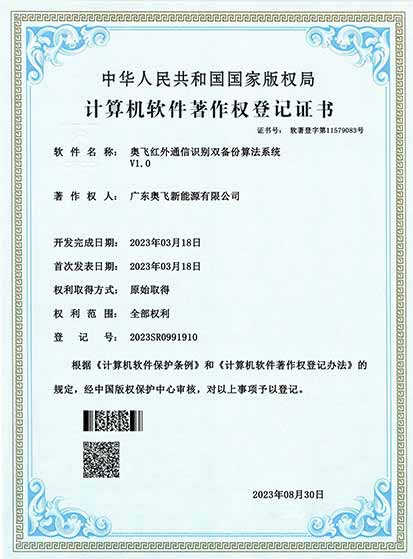 中华人民共和国国家版权局
计算机软件著作权登记证书
证书号： 软著登字第11579083号
软件名称： 奥飞红外通信识别双备份算法系统
V1.0
著作权人： 广东奥飞新能源有限公司
开发完成日期： 2023年03月18日
首次发表日期： 2023年03月18日
权利取得方式： 原始取得
权利范围： 全部权利
登记号： 2023SR0991910
根据《计算机软件保护条例》和《计算机软件著作权登记办法》的
规定，经中国版权保护中心审核，对以上事项予以登记。
2023年08月30日